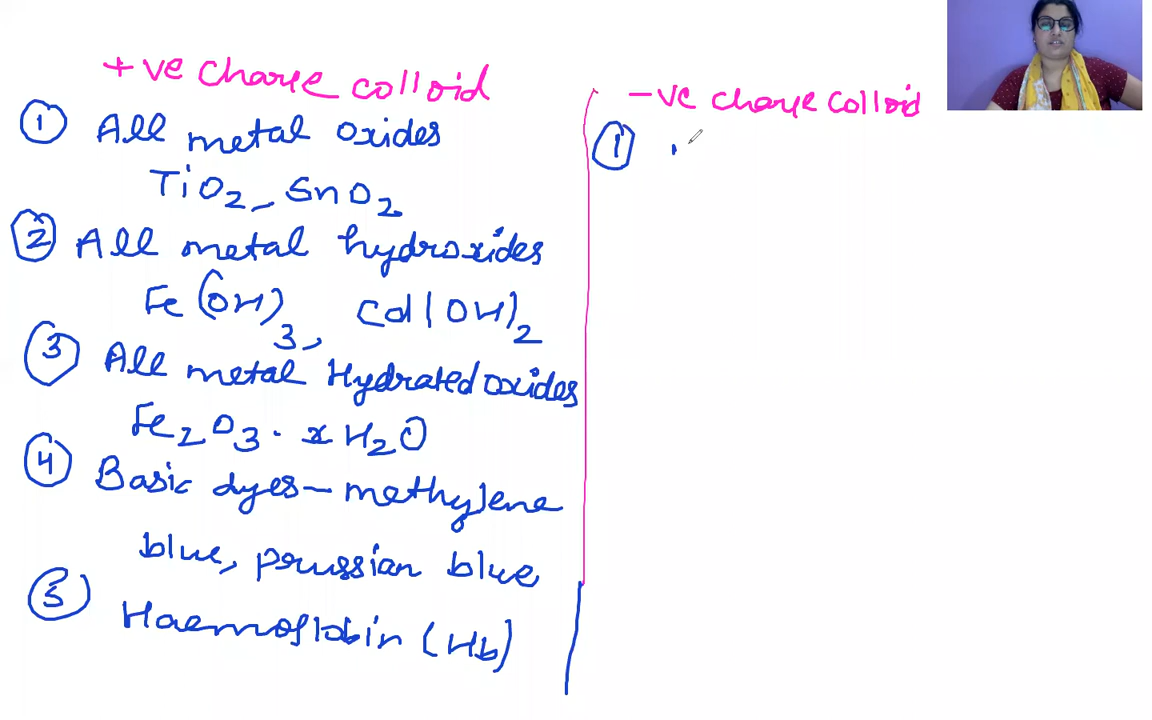 +ve charge colloid
① All metal oxides
TiO2, SnO2
② All metal hydroxides
Fe(OH)3, Cd(OH)2
③ All metal Hydrated oxides
Fe2O3. xH2O
④ Basic dyes - methylene
blue, prussian blue
⑤ Haemoglobin (Hb)
-ve charge colloid
①